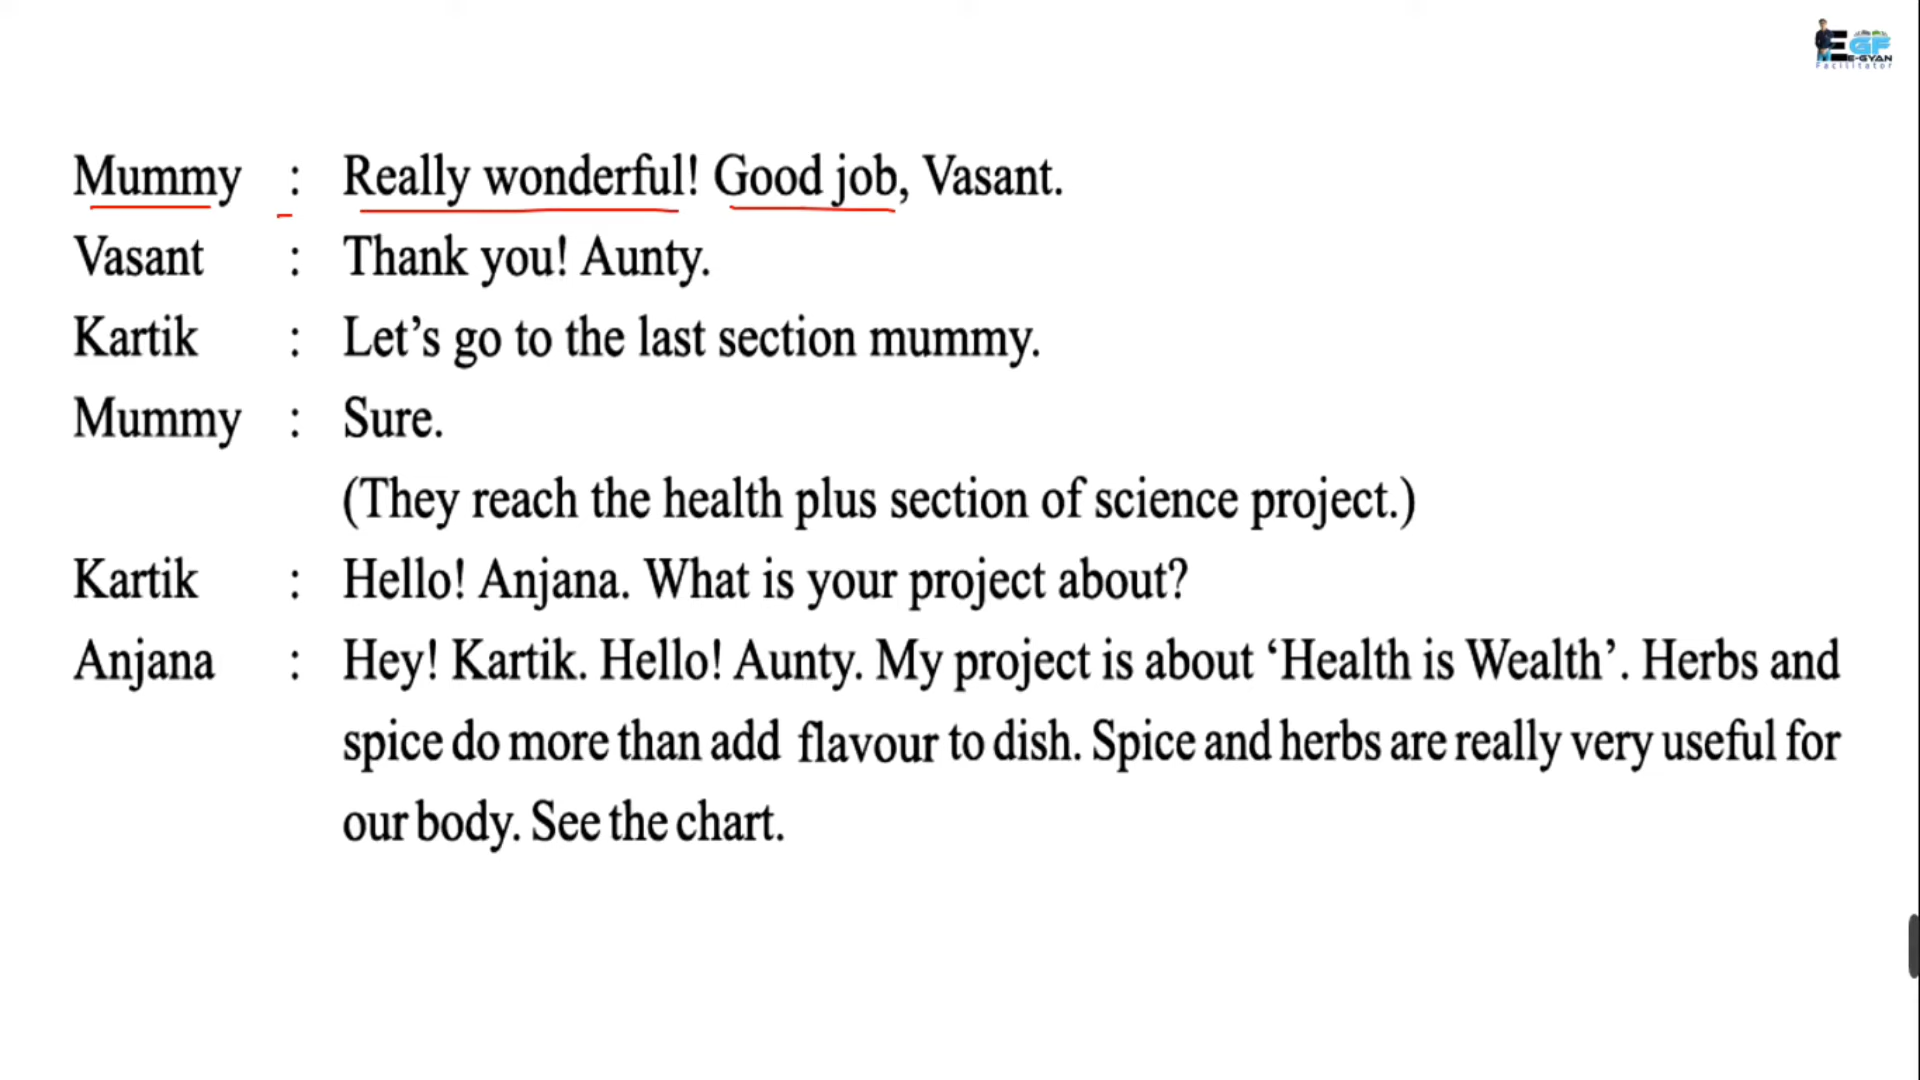 EGF
E-GYAN
Facilitator
Mummy : Really wonderful! Good job, Vasant.
Vasant : Thank you! Aunty.
Kartik : Let’s go to the last section mummy.
Mummy : Sure.
(They reach the health plus section of science project.)
Kartik : Hello! Anjana. What is your project about?
Anjana : Hey! Kartik. Hello! Aunty. My project is about ‘Health is Wealth’. Herbs and
spice do more than add flavour to dish. Spice and herbs are really very useful for
our body. See the chart.